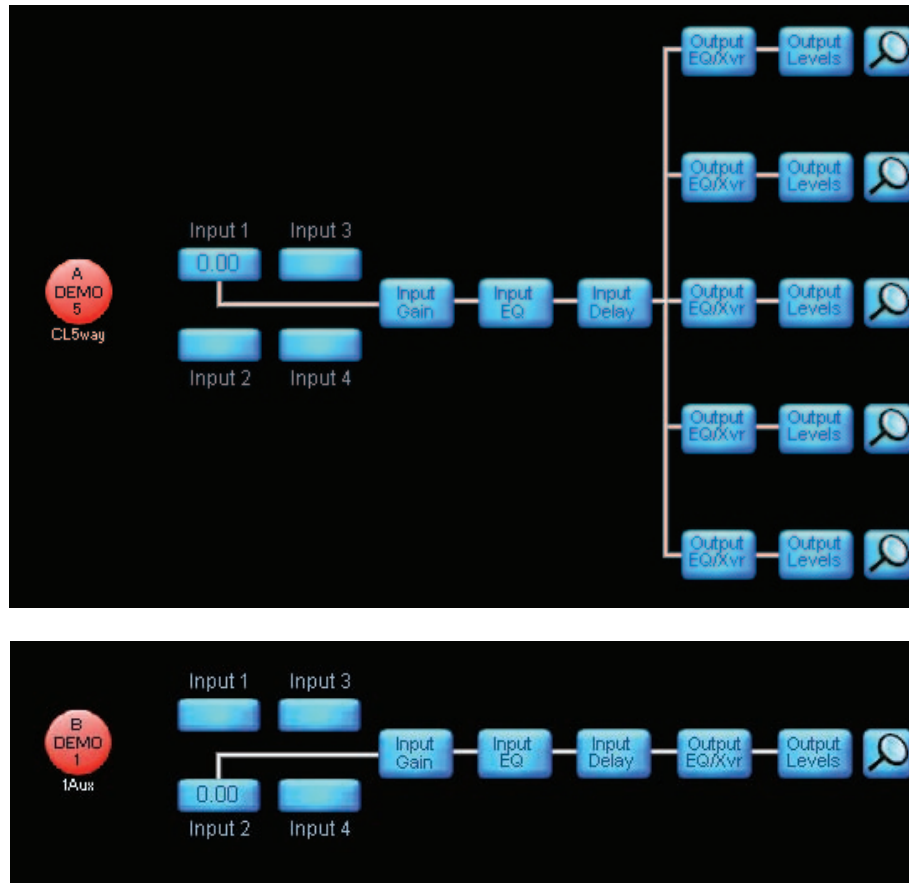 Output
EQ/Xvr
Output
Levels
Output
EQ/Xvr
Output
Levels
Input 1
Input 3
0.00
A
DEMO
5
CL5way
Input
Gain
Input
EQ
Input
Delay
Output
EQ/Xvr
Output
Levels
Input 2
Input 4
Output
EQ/Xvr
Output
Levels
Output
EQ/Xvr
Output
Levels
Input 1
Input 3
B
DEMO
1
1Aux
Input
Gain
Input
EQ
Input
Delay
Output
EQ/Xvr
Output
Levels
0.00
Input 2
Input 4